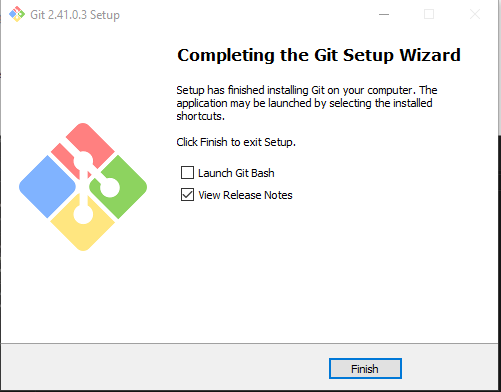 Git 2.41.0.3 Setup
Completing the Git Setup Wizard
Setup has finished installing Git on your computer. The
application may be launched by selecting the installed
shortcuts.
Click Finish to exit Setup.
Launch Git Bash
View Release Notes
Finish